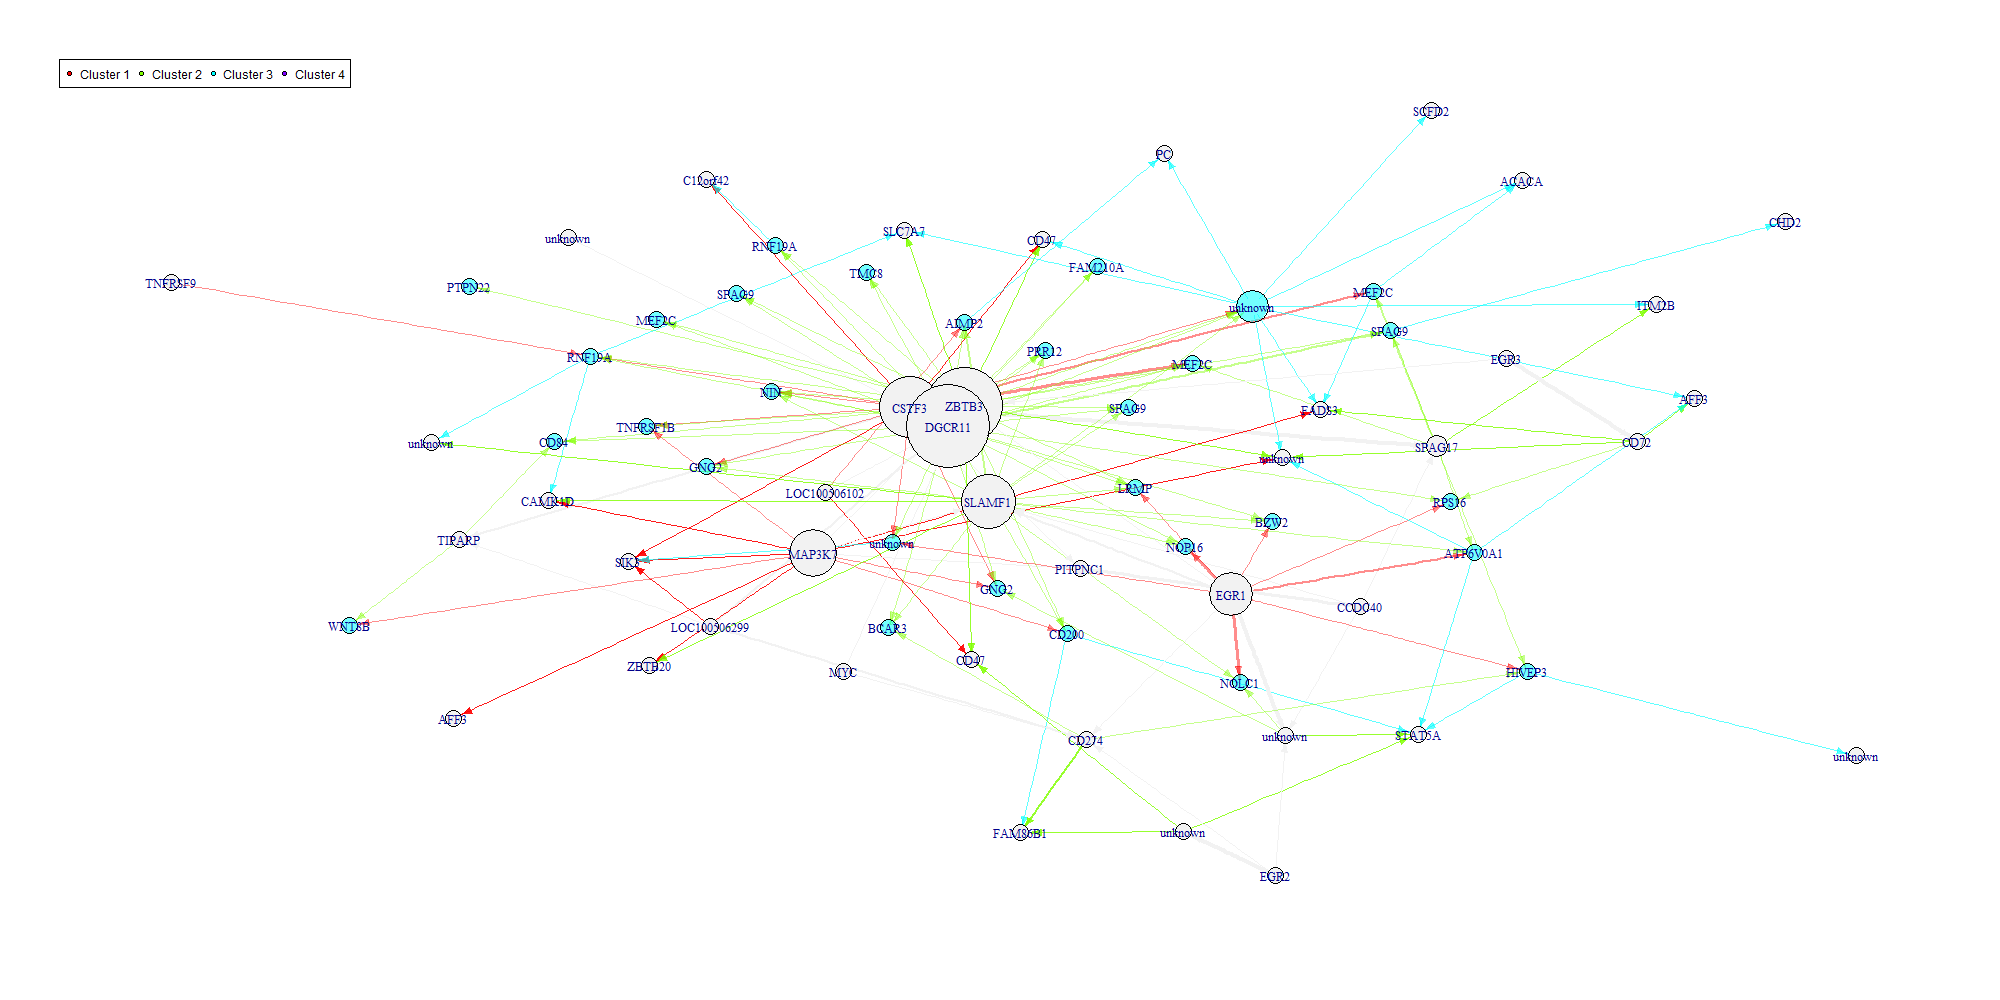 Cluster 1 Cluster 2 Cluster 3 Cluster 4
SCFD2
PC
C12orf42
ACACA
CHD2
SLC7A7
unknown
CD47
RNF19A
FAM210A
TMC8
TNFRSF9
PTPN22
SPAG9
MEF2C
ITM2B
unknown
MEF2C
AIMP2
SPAG9
PRR12
RNF19A
EGR3
MEF2C
NIN
AFF3
CSTF3
ZBTB3
SPAG9
FADS3
DGCR11
TNFRSF1B
unknown
CD84
CD72
SPAG17
unknown
GNG2
LRMP
LOC100506102
CAMK1D
SLAMF1
RPS16
BZW2
TIPARP
unknown
NOP16
MAP3K7
ATP6V0A1
SIK3
PITPNC1
GNG2
EGR1
CCDC40
WNT8B
LOC100506299
BCAR3
CD200
CD47
ZBTB20
MYC
HIVEP3
NOLC1
AFF3
CD274
unknown
STAT5A
unknown
FAM86B1
unknown
EGR2